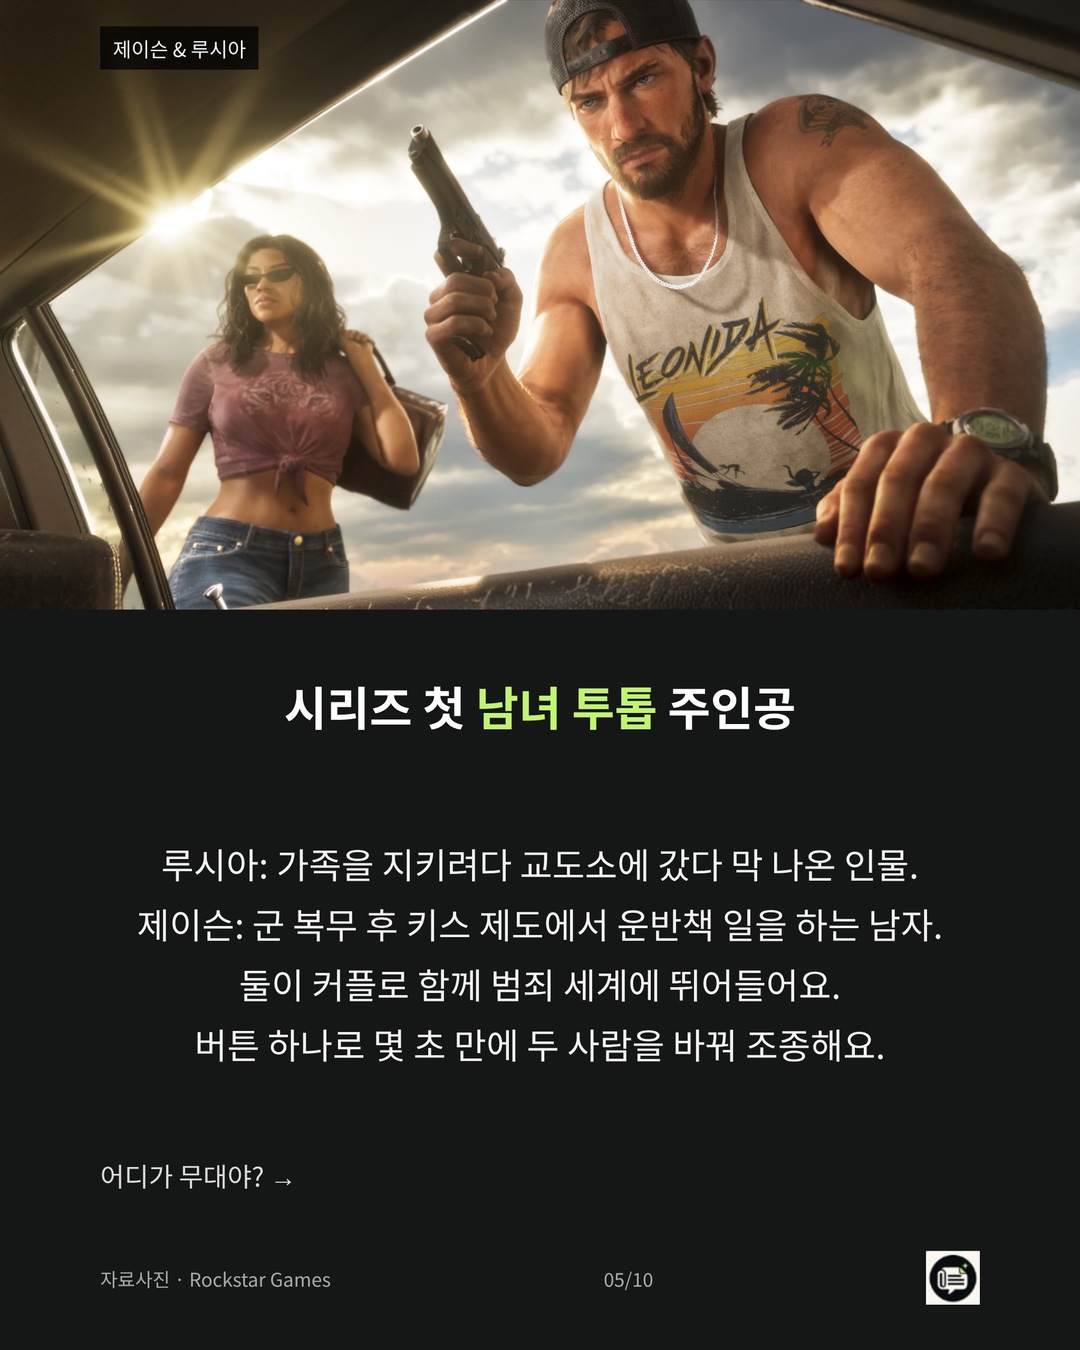 제이슨 & 루시아
LEONIDA
시리즈 첫 남녀 투톱 주인공
루시아: 가족을 지키려다 교도소에 갔다 막 나온 인물.
제이슨: 군 복무 후 키스 제도에서 운반책 일을 하는 남자.
둘이 커플로 함께 범죄 세계에 뛰어들어요.
버튼 하나로 몇 초 만에 두 사람을 바꿔 조종해요.
어디가 무대야? →
자료사진 · Rockstar Games
05/10